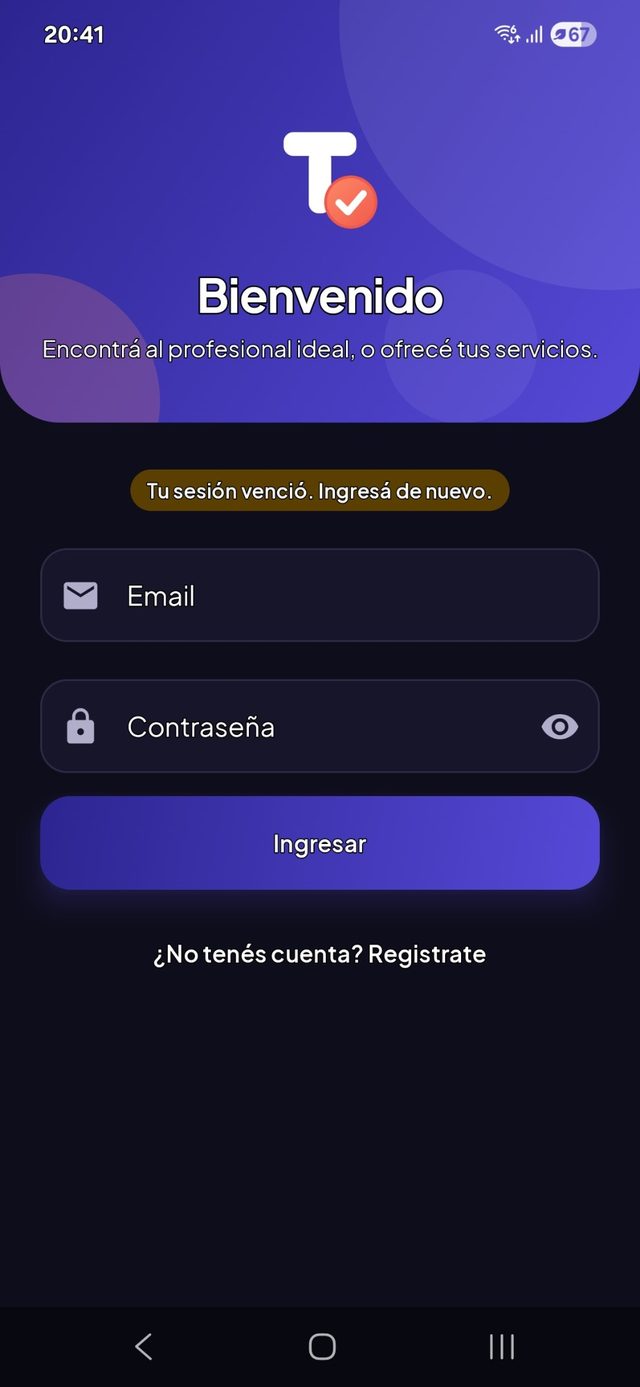 20:41
67
T
Bienvenido
Encontrá al profesional ideal, o ofrecé tus servicios.
Tu sesión venció. Ingresá de nuevo.
Email
Contraseña
Ingresar
¿No tenés cuenta? Registrate